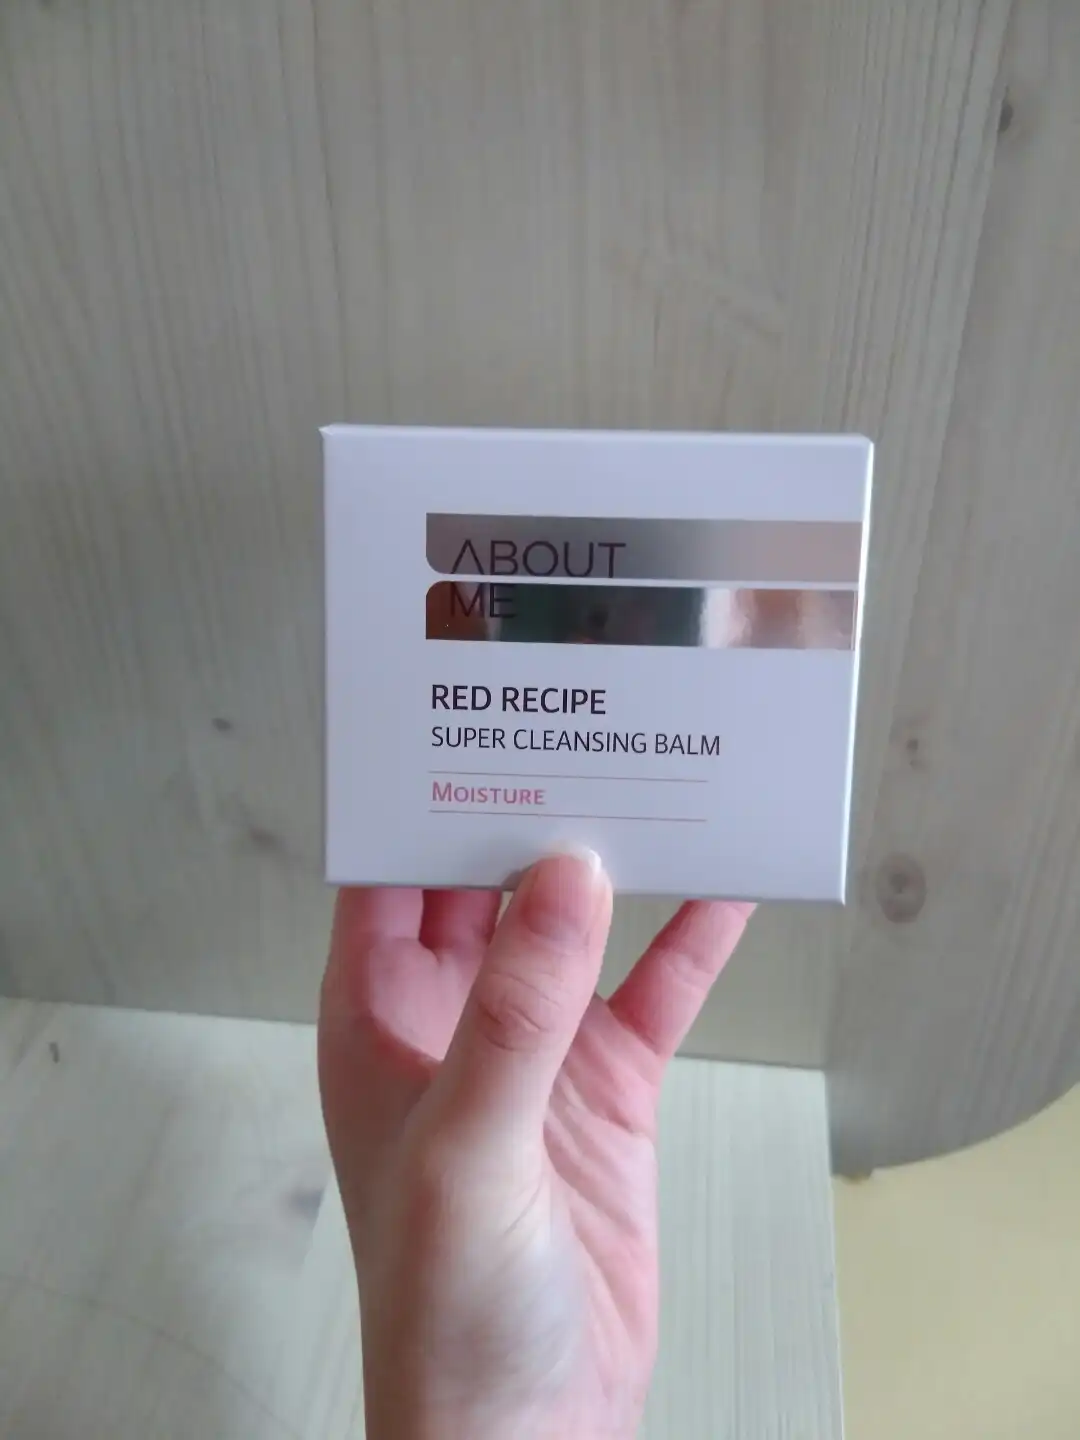 ABOUT
ME
RED RECIPE
SUPER CLEANSING BALM
MOISTURE